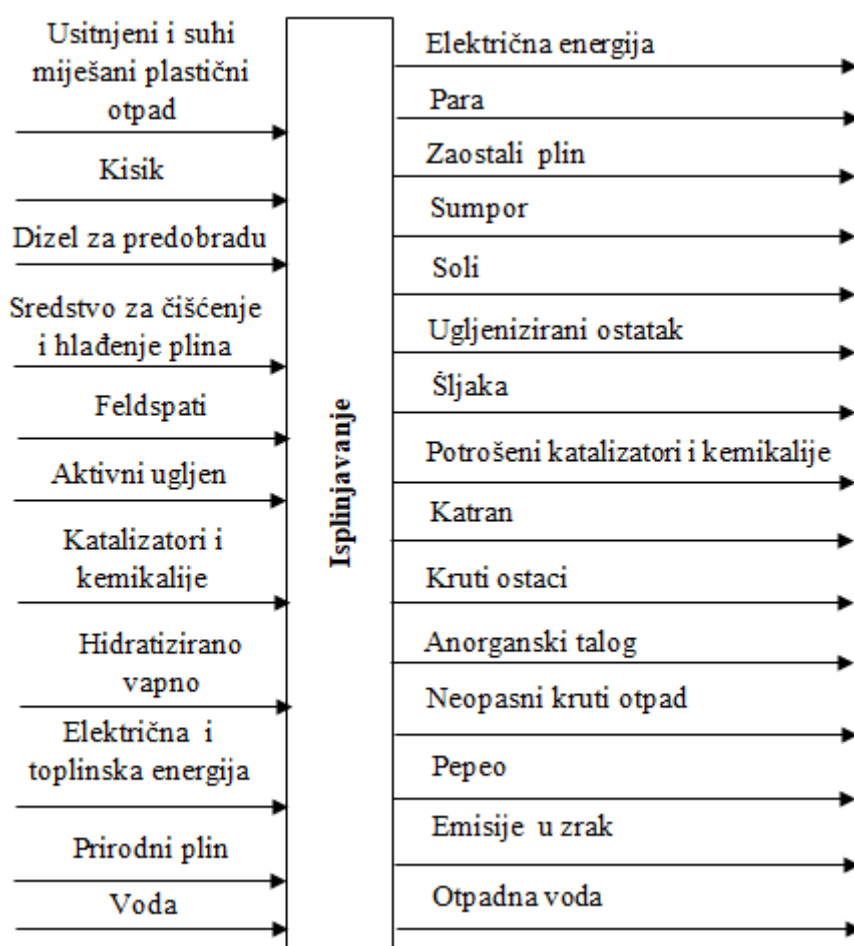 Usitnjeni i suhi
miješani plastični
otpad
Kisik
Dizel za predobradu
Sredstvo za čišćenje
i hlađenje plina
Feldspati
Aktivni ugljen
Katalizatori i
kemikalije
Hidratizirano
vapno
Električna i
toplinska energija
Prirodni plin
Voda
Isplinjavanje
Električna energija
Para
Zaostali plin
Sumpor
Soli
Ugljenizirani ostatak
Šljaka
Potrošeni katalizatori i kemikalije
Katran
Kruti ostaci
Anorganski talog
Neopasni kruti otpad
Pepeo
Emisije u zrak
Otpadna voda